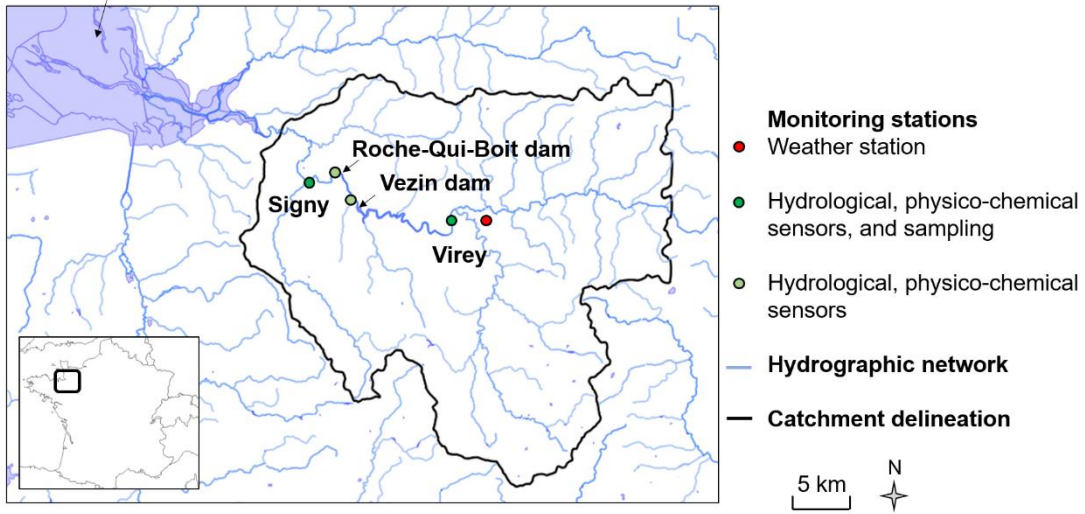 Roche-Qui-Boit dam
Vezin dam
Signy
Virey
Monitoring stations
Weather station
Hydrological, physico-chemical
sensors, and sampling
Hydrological, physico-chemical
sensors
Hydrographic network
Catchment delineation
5 km
N